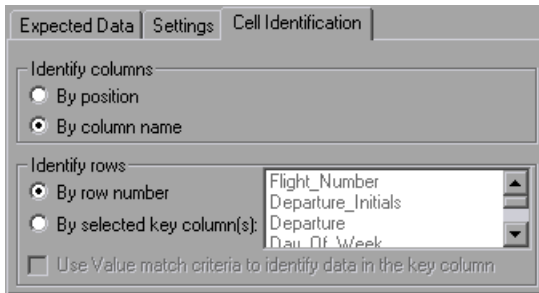 Expected Data Settings Cell Identification
Identify columns
By position
By column name
Identify rows
By row number
By selected key column(s):
Flight_Number
Departure_Initials
Departure
Day_Of_Week
Use Value match criteria to identify data in the key column